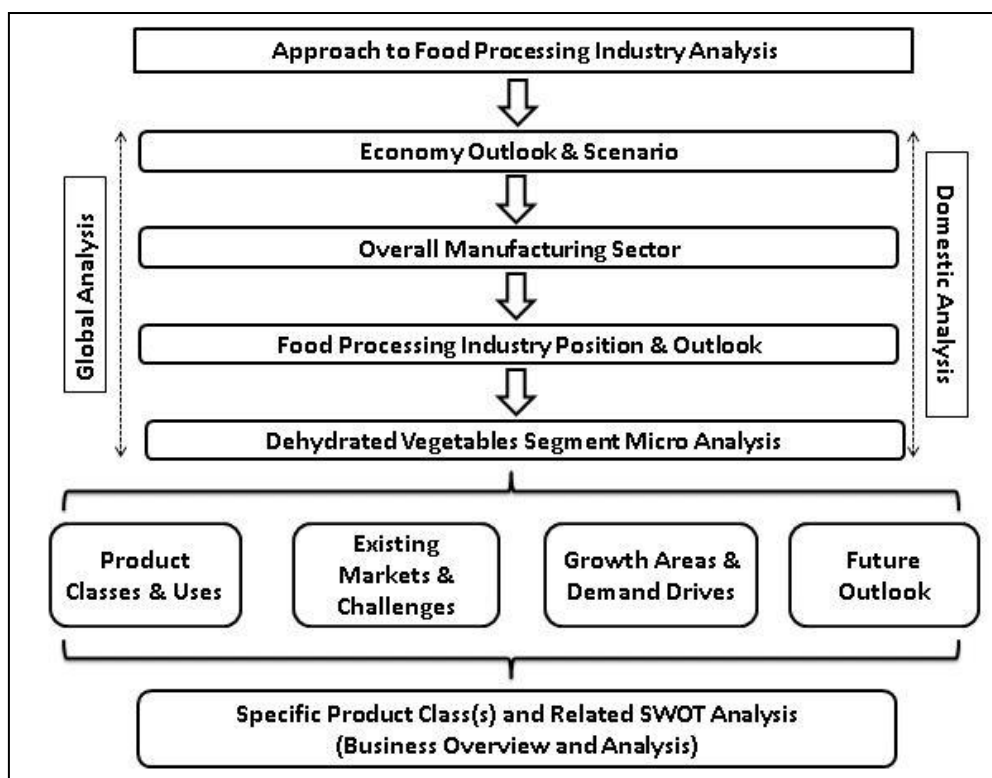 Approach to Food Processing Industry Analysis
Economy Outlook & Scenario
Overall Manufacturing Sector
Food Processing Industry Position & Outlook
Dehydrated Vegetables Segment Micro Analysis
Global Analysis
Domestic Analysis
Product
Classes & Uses
Existing
Markets &
Challenges
Growth Areas &
Demand Drives
Future
Outlook
Specific Product Class(s) and Related SWOT Analysis
(Business Overview and Analysis)